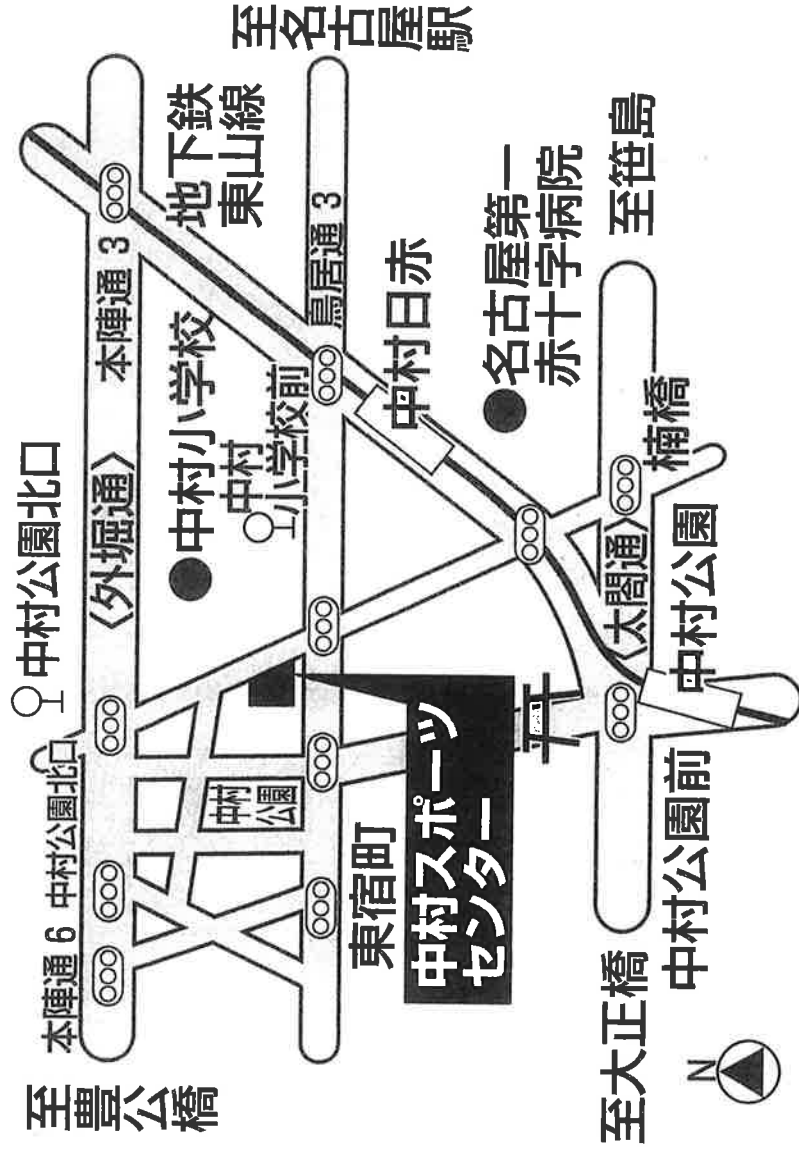 至豊公橋
本陣通 6
中村公園北口
中村公園北口
〈外堀通〉
本陣通 3
中村小学校
中村
小学校前
地下鉄
東山線
至名古屋駅
鳥居通 3
中村
公園
東宿町
中村スポーツ
センター
中村日赤
名古屋第一
赤十字病院
至笹島
楠橋
〈太閤通〉
中村公園
中村公園前
至大正橋
N